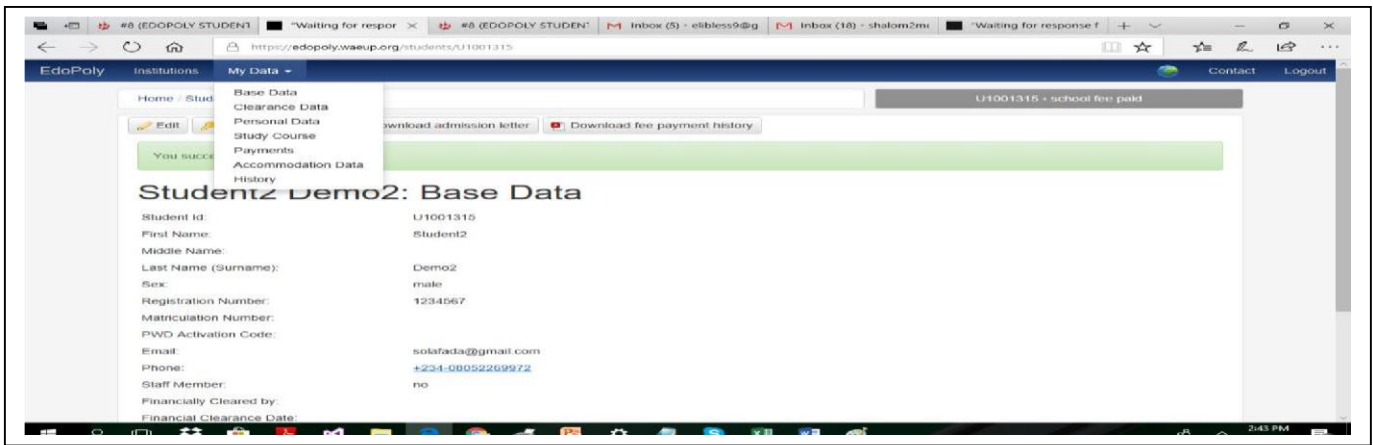 #8 (EDOPOLY STUDENT "Waiting for respor #8 (EDOPOLY STUDENT Inbox (5) - elibless9@g Inbox (18) - shalom2me "Waiting for response f
https://edopoly.waeup.org/students/U1001315
EdoPoly Institutions My Data Contact Logout
Home / Stud U1001315 - school fee paid
Base Data
Clearance Data
Personal Data
Study Course
Payments
Accommodation Data
History
Edit ownload admission letter Download fee payment history
You succe
Student2 Demo2: Base Data
Student Id: U1001315
First Name: Student2
Middle Name:
Last Name (Surname): Demo2
Sex: male
Registration Number: 1234567
Matriculation Number:
PWD Activation Code:
Email: solafada@gmail.com
Phone: +234-08052269972
Staff Member: no
Financially Cleared by:
Financial Clearance Date:
2:43 PM